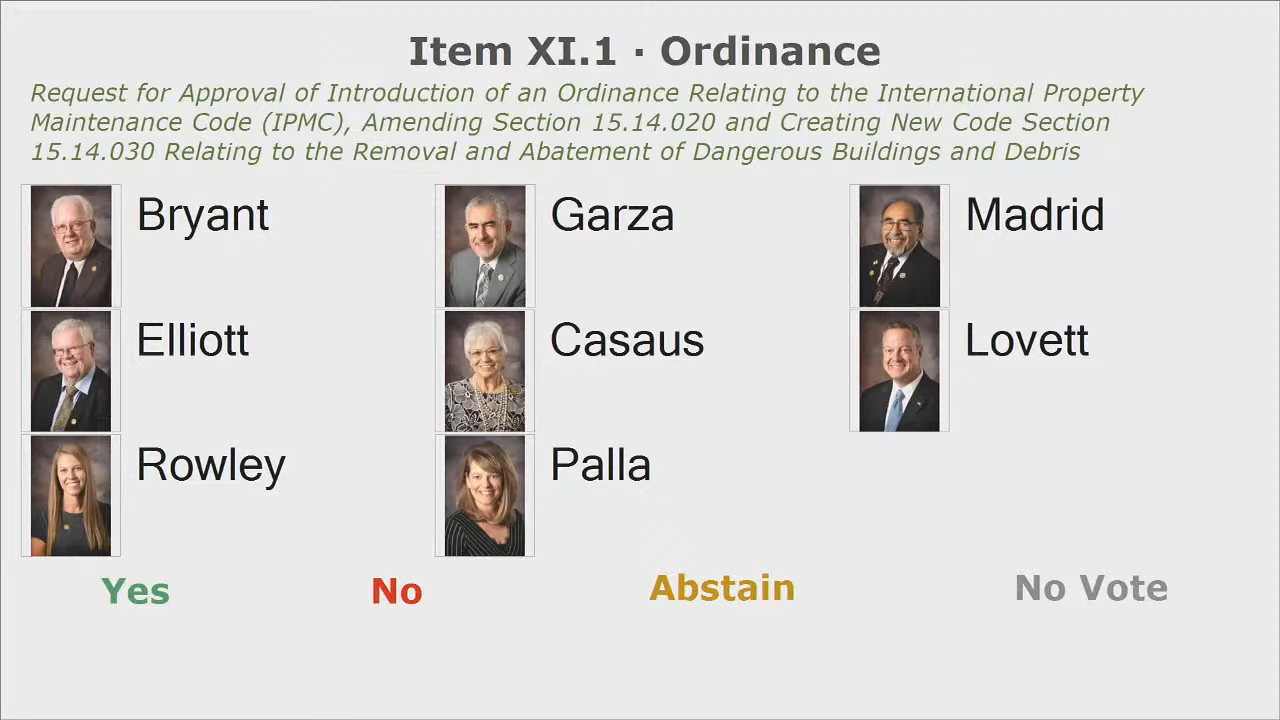 Item XI.1 · Ordinance
Request for Approval of Introduction of an Ordinance Relating to the International Property
Maintenance Code (IPMC), Amending Section 15.14.020 and Creating New Code Section
15.14.030 Relating to the Removal and Abatement of Dangerous Buildings and Debris
Bryant Garza Madrid
Elliott Casaus Lovett
Rowley Palla
Yes No Abstain No Vote